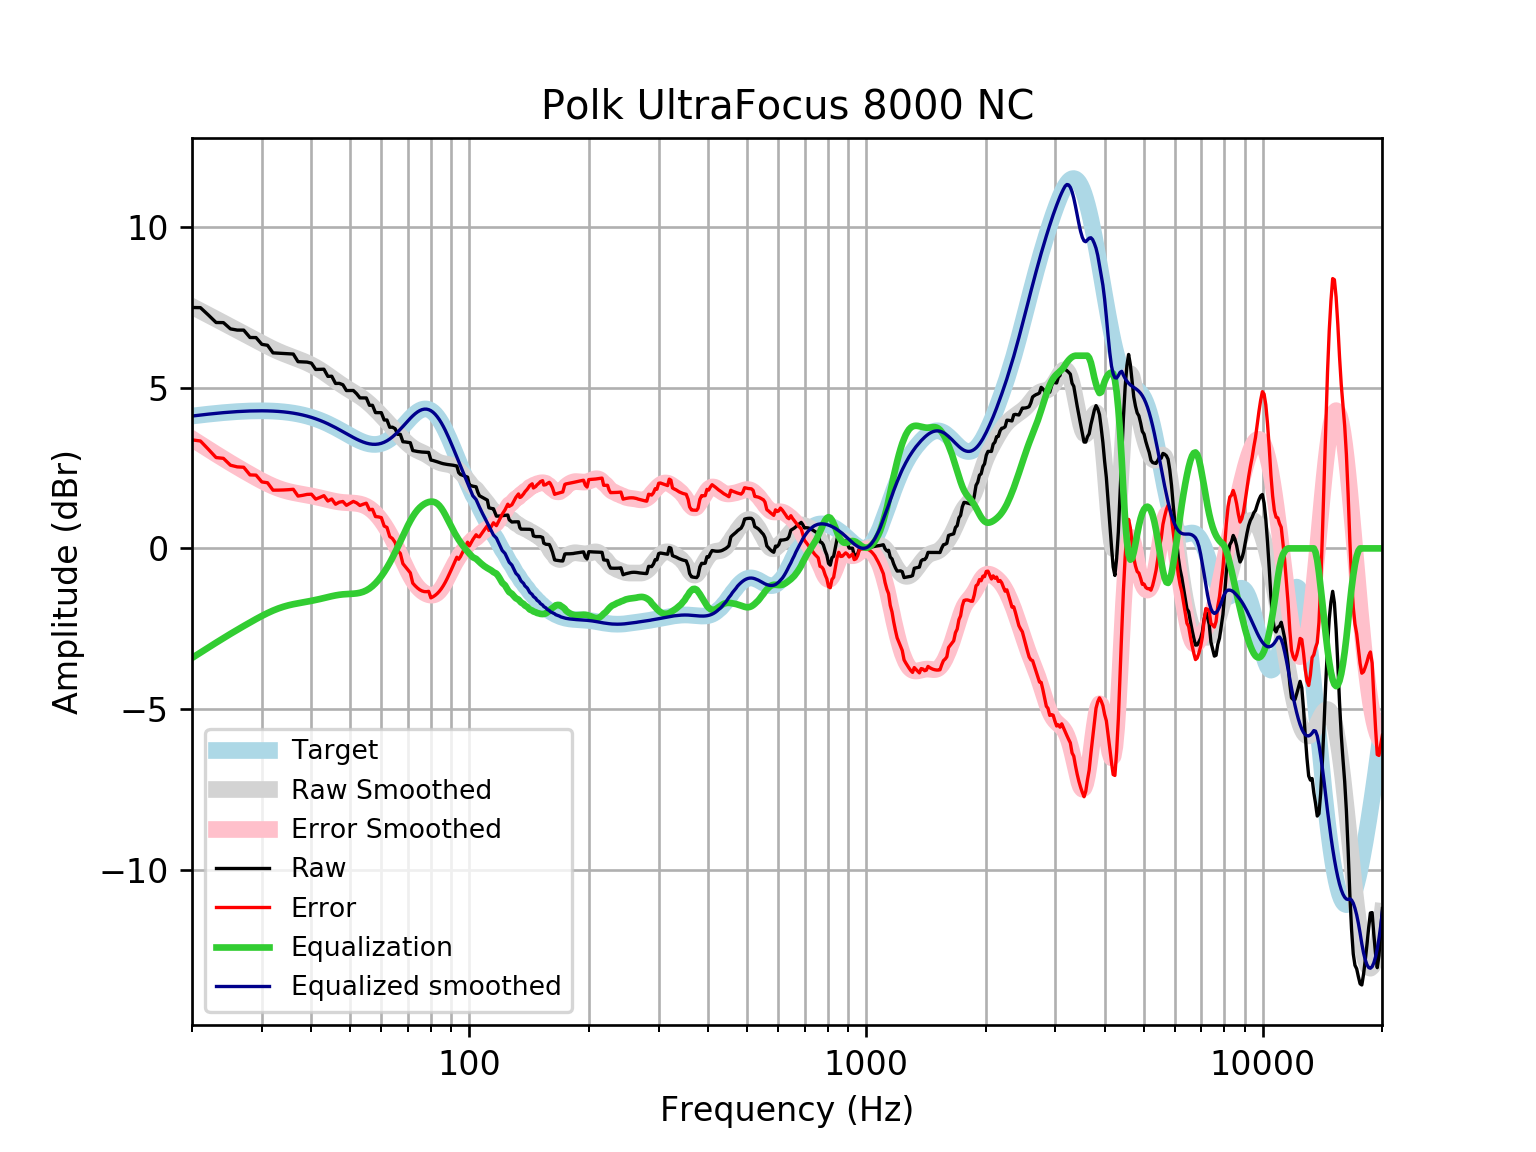 Polk UltraFocus 8000 NC
Amplitude (dBr)
10
5
0
−5
−10
Target
Raw Smoothed
Error Smoothed
Raw
Error
Equalization
Equalized smoothed
100 1000 10000
Frequency (Hz)